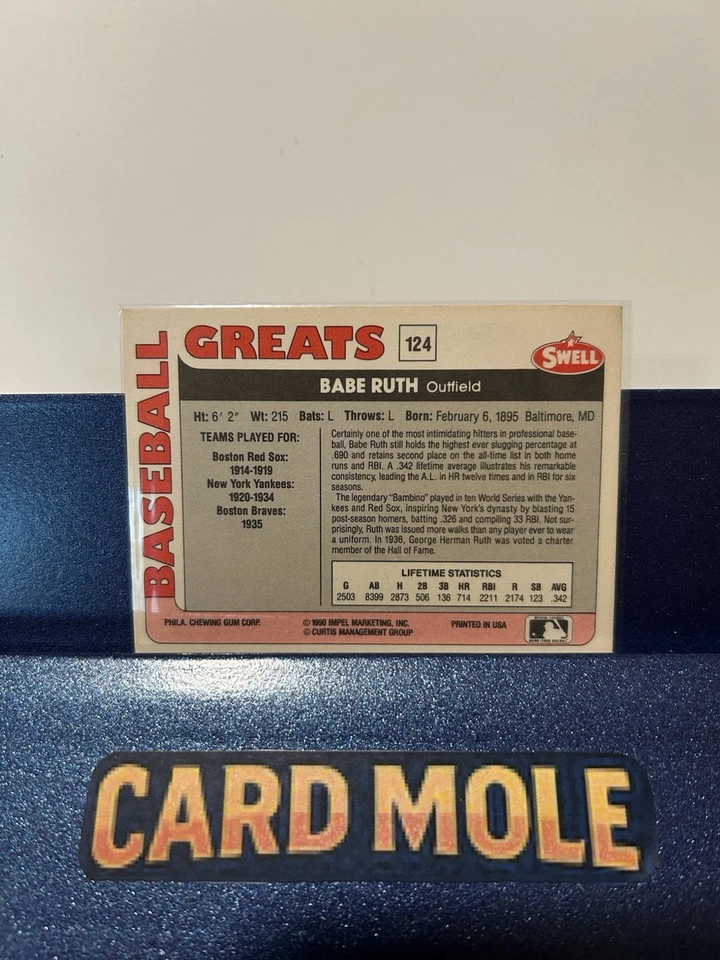 BASEBALL
GREATS
124
SWELL
BABE RUTH Outfield
Ht: 6' 2" Wt: 215 Bats: L Throws: L Born: February 6, 1895 Baltimore, MD
TEAMS PLAYED FOR:
Boston Red Sox:
1914-1919
New York Yankees:
1920-1934
Boston Braves:
1935
Certainly one of the most intimidating hitters in professional base-
ball, Babe Ruth still holds the highest ever slugging percentage at
.690 and retains second place on the all-time list in both home
runs and RBI. A .342 lifetime average illustrates his remarkable
consistency, leading the A.L. in HR twelve times and in RBI for six
seasons.
The legendary "Bambino" played in ten World Series with the Yan-
kees and Red Sox, inspiring New York's dynasty by blasting 15
post-season homers, batting .326 and compiling 33 RBI. Not sur-
prisingly, Ruth was issued more walks than any player ever to wear
a uniform. In 1936, George Herman Ruth was voted a charter
member of the Hall of Fame.
LIFETIME STATISTICS
G AB H 2B 3B HR RBI R SB AVG
2503 8399 2873 506 136 714 2211 2174 123 .342
PHILA. CHEWING GUM CORP.
© 1990 IMPEL MARKETING, INC.
© CURTIS MANAGEMENT GROUP
PRINTED IN USA
CARD MOLE